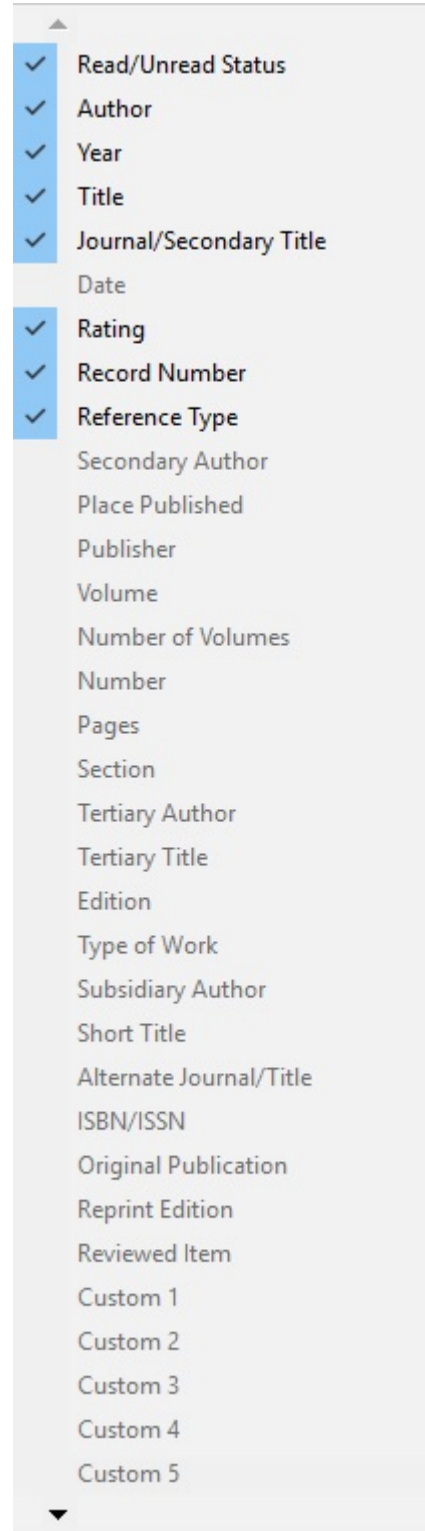 Read/Unread Status
Author
Year
Title
Journal/Secondary Title
Date
Rating
Record Number
Reference Type
Secondary Author
Place Published
Publisher
Volume
Number of Volumes
Number
Pages
Section
Tertiary Author
Tertiary Title
Edition
Type of Work
Subsidiary Author
Short Title
Alternate Journal/Title
ISBN/ISSN
Original Publication
Reprint Edition
Reviewed Item
Custom 1
Custom 2
Custom 3
Custom 4
Custom 5